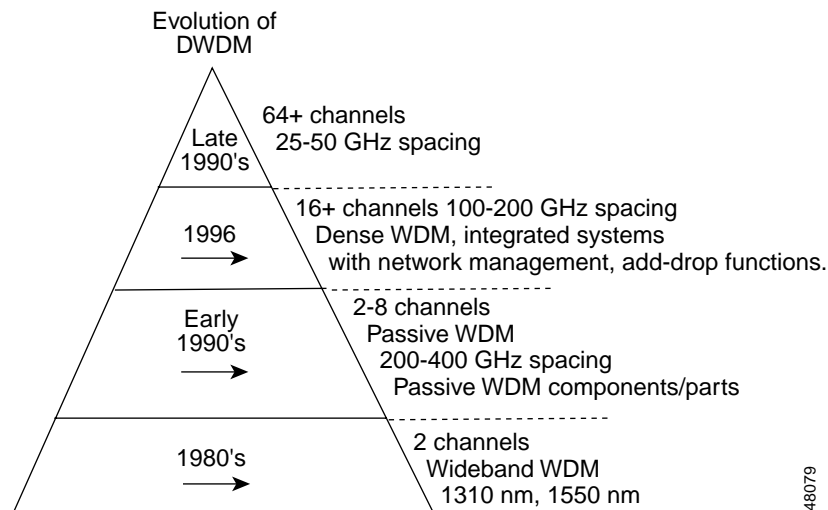 Evolution of
DWDM
Late
1990's
64+ channels
25-50 GHz spacing
1996
16+ channels 100-200 GHz spacing
Dense WDM, integrated systems
with network management, add-drop functions.
Early
1990's
2-8 channels
Passive WDM
200-400 GHz spacing
Passive WDM components/parts
1980's
2 channels
Wideband WDM
1310 nm, 1550 nm
48079